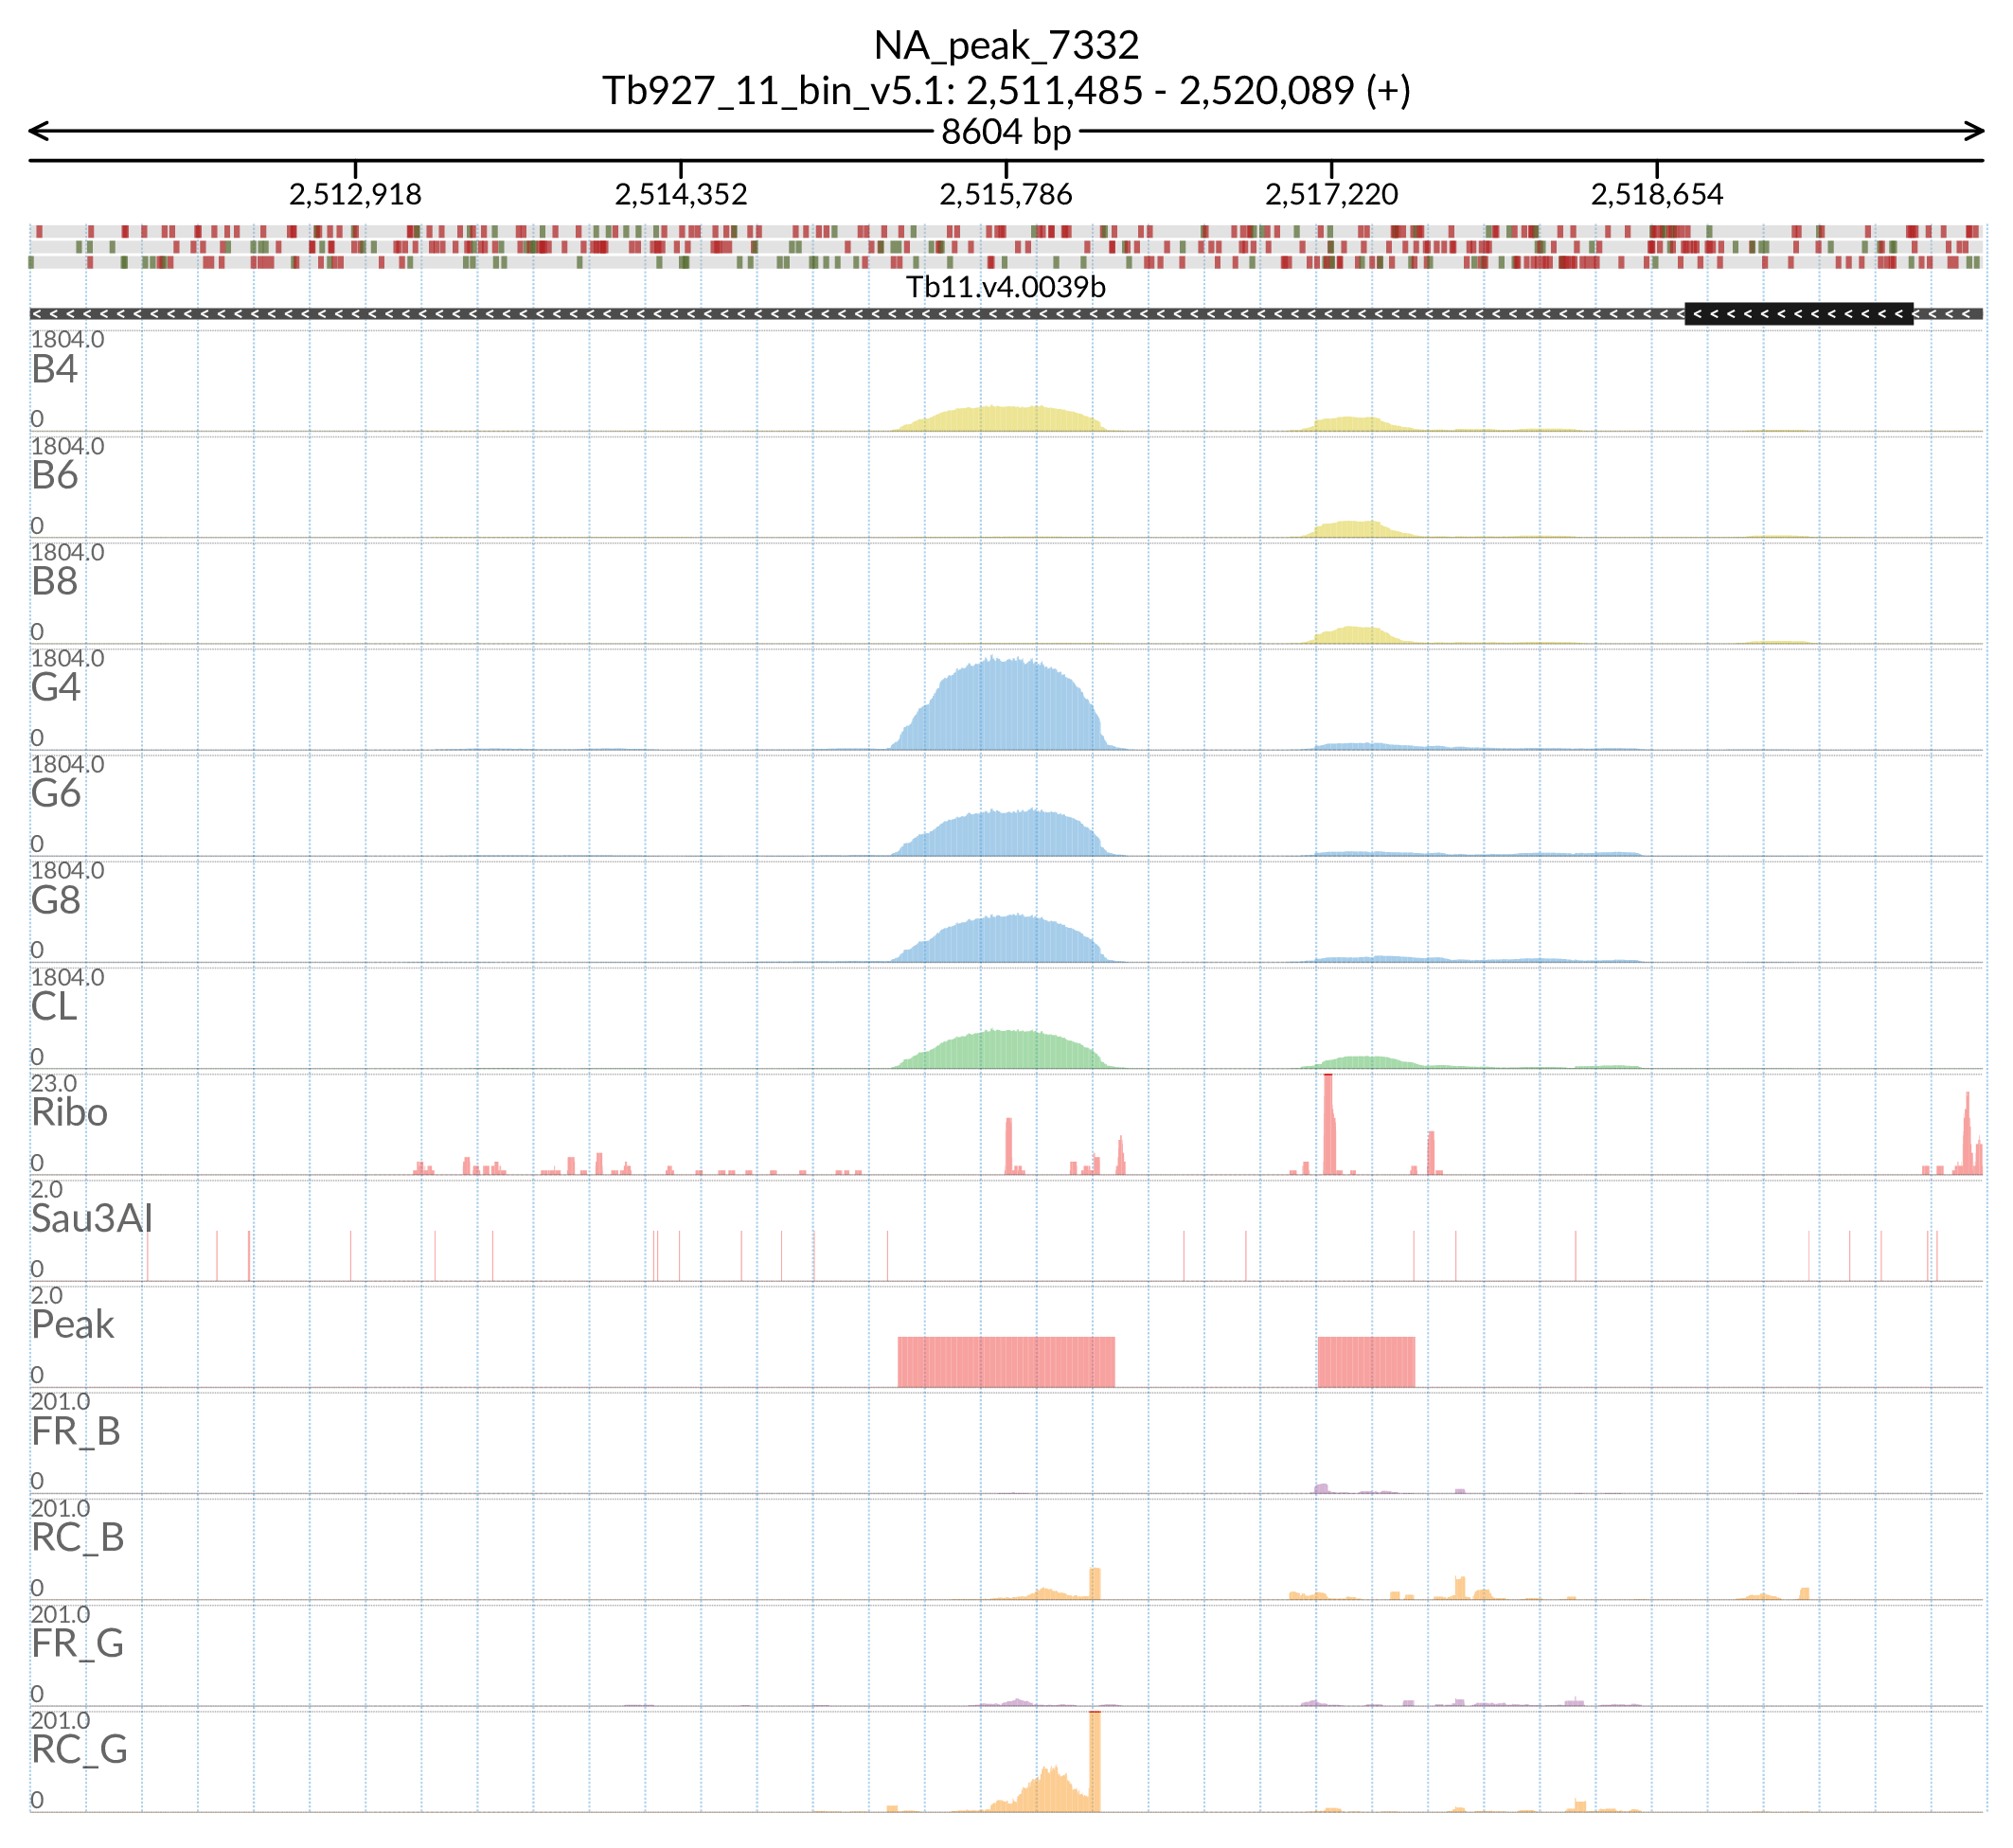 NA_peak_7332
Tb927_11_bin_v5.1: 2,511,485 - 2,520,089 (+)
8604 bp
2,512,918 2,514,352 2,515,786 2,517,220 2,518,654
Tb11.v4.0039b
1804.0
B4
0
1804.0
B6
0
1804.0
B8
0
1804.0
G4
0
1804.0
G6
0
1804.0
G8
0
1804.0
CL
0
23.0
Ribo
0
2.0
Sau3AI
0
2.0
Peak
0
201.0
FR_B
0
201.0
RC_B
0
201.0
FR_G
0
201.0
RC_G
0